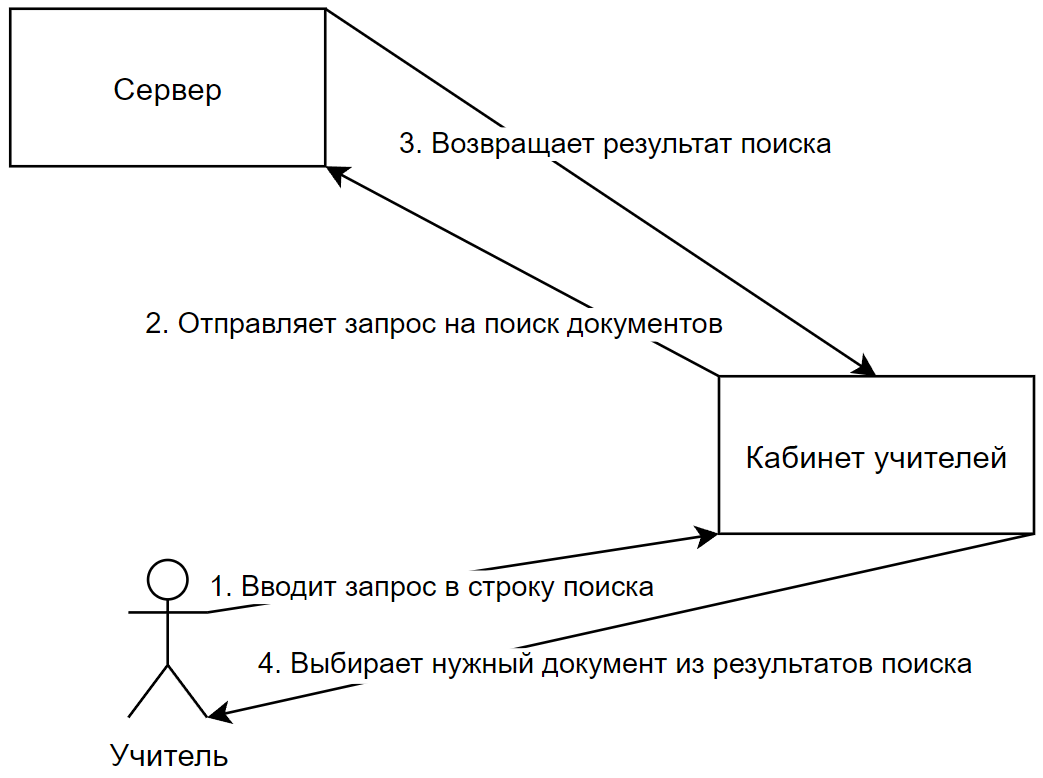 Сервер
3. Возвращает результат поиска
2. Отправляет запрос на поиск документов
Кабинет учителей
1. Вводит запрос в строку поиска
4. Выбирает нужный документ из результатов поиска
Учитель